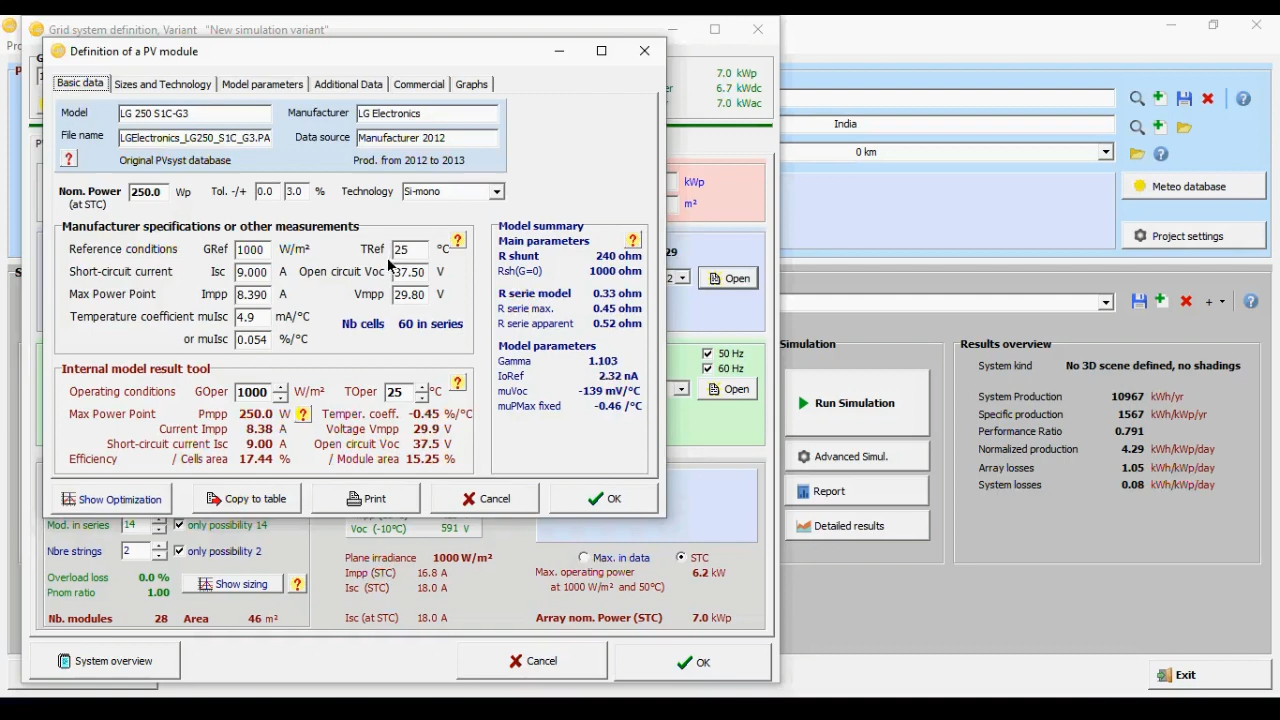 Grid system definition, Variant "New simulation variant"
Definition of a PV module
Basic data
Sizes and Technology
Model parameters
Additional Data
Commercial
Graphs
Model LG 250 S1C-G3 Manufacturer LG Electronics
File name LGElectronics_LG250_S1C_G3.PA Data source Manufacturer 2012
? Original PVsyst database Prod. from 2012 to 2013
Nom. Power 250.0 Wp Tol. -/+ 0.0 3.0 % Technology Si-mono
(at STC)
Manufacturer specifications or other measurements
Reference conditions GRef 1000 W/m² TRef 25 °C ?
Short-circuit current Isc 9.000 A Open circuit Voc 37.50 V
Max Power Point Impp 8.390 A Vmpp 29.80 V
Temperature coefficient muIsc 4.9 mA/°C
Nb cells 60 in series
or muIsc 0.054 %/°C
Internal model result tool
Operating conditions GOper 1000 W/m² TOper 25 °C ?
Max Power Point Pmpp 250.0 W ? Temper. coeff. -0.45 %/°C
Current Impp 8.38 A Voltage Vmpp 29.9 V
Short-circuit current Isc 9.00 A Open circuit Voc 37.5 V
Efficiency / Cells area 17.44 % / Module area 15.25 %
Model summary
Main parameters ?
R shunt 240 ohm
Rsh(G=0) 1000 ohm
R serie model 0.33 ohm
R serie max. 0.45 ohm
R serie apparent 0.52 ohm
Model parameters
Gamma 1.103
IoRef 2.32 nA
muVoc -139 mV/°C
muPMax fixed -0.46 /°C
Show Optimization
Copy to table
Print
Cancel
OK
7.0 kWp
6.7 kWdc
7.0 kWac
kWp
m²
29
2
Open
50 Hz
60 Hz
Open
Mod. in series 14 only possibility 14
Nbre strings 2 only possibility 2
Overload loss 0.0 %
Pnom ratio 1.00
Show sizing ?
Nb. modules 28 Area 46 m²
Voc (-10°C) 591 V
Plane irradiance 1000 W/m²
Impp (STC) 16.8 A
Isc (STC) 18.0 A
Isc (at STC) 18.0 A
Max. in data STC
Max. operating power 6.2 kW
at 1000 W/m² and 50°C)
Array nom. Power (STC) 7.0 kWp
System overview
Cancel
OK
India
0 km
Meteo database
Project settings
Simulation
Run Simulation
Advanced Simul.
Report
Detailed results
Results overview
System kind No 3D scene defined, no shadings
System Production 10967 kWh/yr
Specific production 1567 kWh/kWp/yr
Performance Ratio 0.791
Normalized production 4.29 kWh/kWp/day
Array losses 1.05 kWh/kWp/day
System losses 0.08 kWh/kWp/day
Exit